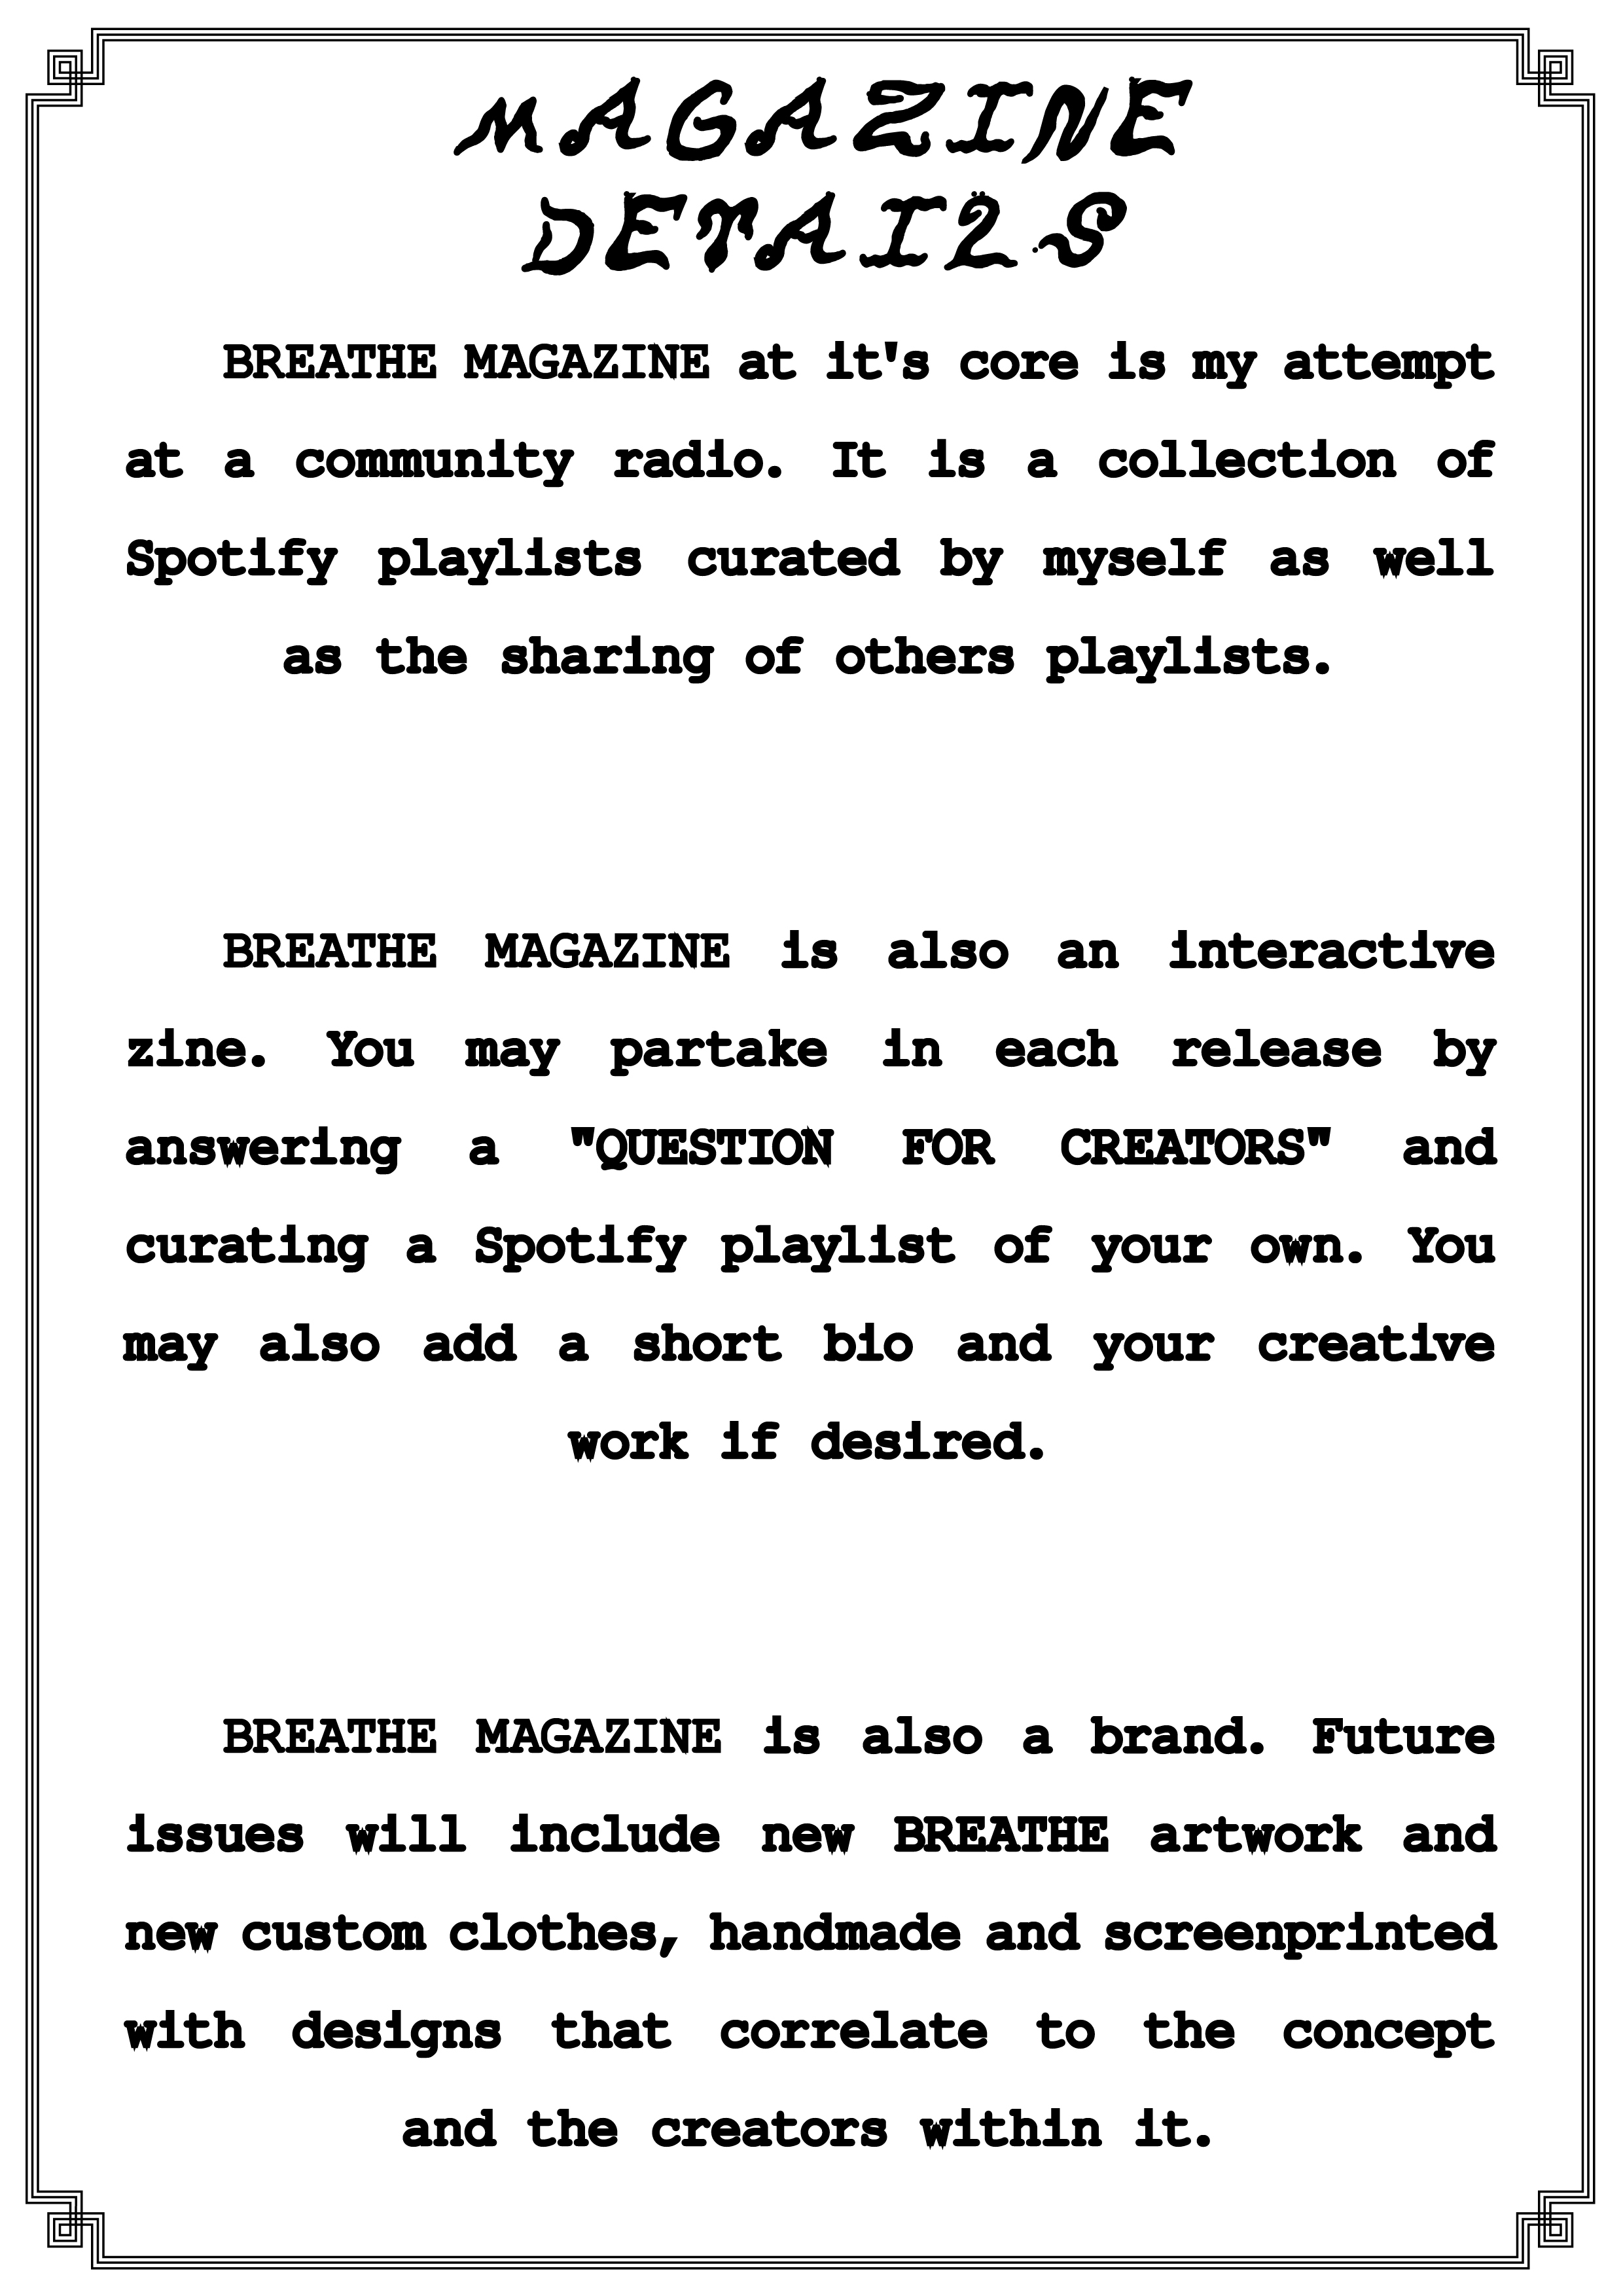 MAGAZINE
DETAILS
BREATHE MAGAZINE at it's core is my attempt
at a community radio. It is a collection of
Spotify playlists curated by myself as well
as the sharing of others playlists.
BREATHE MAGAZINE is also an interactive
zine. You may partake in each release by
answering a "QUESTION FOR CREATORS" and
curating a Spotify playlist of your own. You
may also add a short bio and your creative
work if desired.
BREATHE MAGAZINE is also a brand. Future
issues will include new BREATHE artwork and
new custom clothes, handmade and screenprinted
with designs that correlate to the concept
and the creators within it.